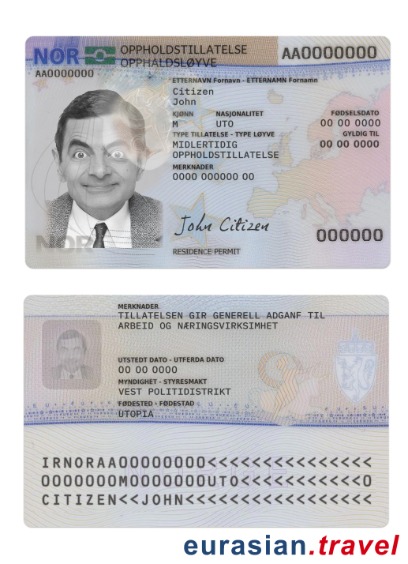 NOR OPPHOLDSTILLATELSE AA0000000
OPPHALDSLØYVE
AA0000000
ETTERNAVN Fornavn - ETTERNAMN Fornamn
Citizen
John
KJØNN NASJONALITET FØDSELSDATO
M UTO 00 00 0000
TYPE TILLATELSE - TYPE LØYVE GYLDIG TIL
MIDLERTIDIG 00 00 0000
OPPHOLDSTILLATELSE
MERKNADER
0000 000000 00
John Citizen
NOR 000000
RESIDENCE PERMIT
MERKNADER
TILLATELSEN GIR GENERELL ADGANF TIL
ARBEID OG NÆRINGSVIRKSIMHET
UTSTEDT DATO - UTFERDA DATO
00 00 0000
MYNDIGHET - STYRESMAKT
VEST POLITIDISTRIKT
FØDESTED - FØDESTAD
UTOPIA
IRNORAA00000000<<<<<<<<<<<<<<<
0000000M0000000UTO<<<<<<<<<<<0
CITIZEN<<JOHN<<<<<<<<<<<<<<<<<
eurasian.travel